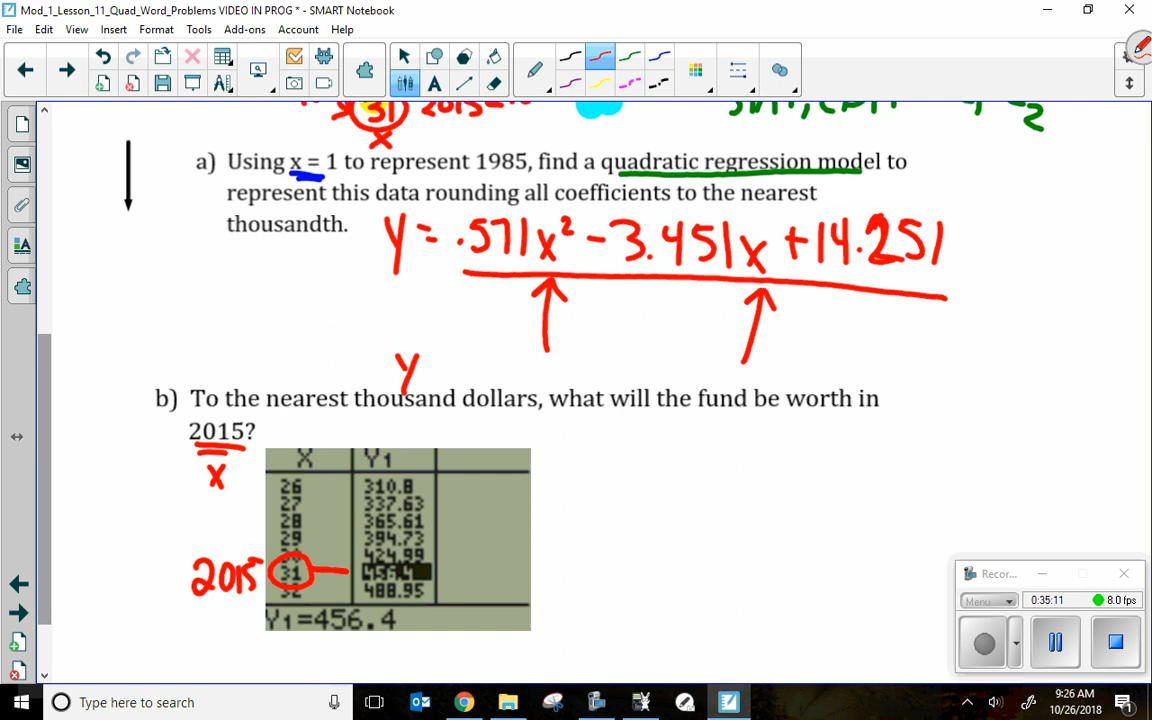 Mod_1_Lesson_11_Quad_Word_Problems VIDEO IN PROG * - SMART Notebook
File Edit View Insert Format Tools Add-ons Account Help
31 2015
x
a) Using x = 1 to represent 1985, find a quadratic regression model to
represent this data rounding all coefficients to the nearest
thousandth.
y = .571x² - 3.451x + 14.251
y
b) To the nearest thousand dollars, what will the fund be worth in
2015?
x
X Y1
26 310.8
27 337.63
28 365.61
29 394.73
424.99
2015 31
32 488.95
Y1=456.4
Recor...
Menu 0:35:11 8.0 fps
Type here to search
9:26 AM
10/26/2018